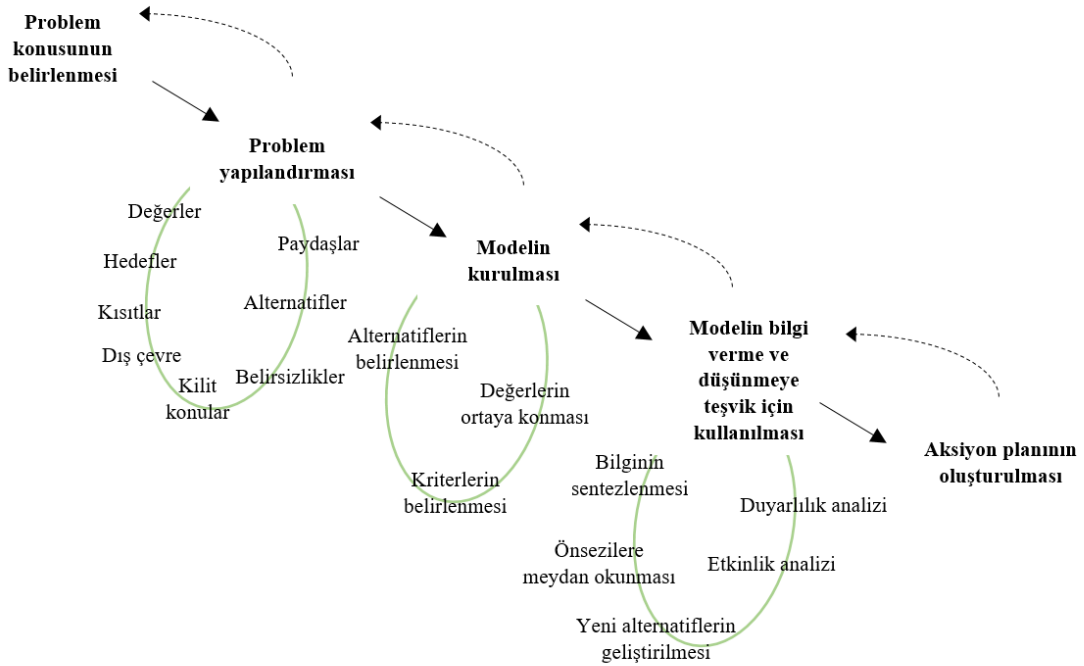 Problem
konusunun
belirlenmesi
Problem
yapılandırması
Değerler
Paydaşlar
Hedefler
Kısıtlar
Alternatifler
Dış çevre
Belirsizlikler
Kilit
konular
Modelin
kurulması
Alternatiflerin
belirlenmesi
Değerlerin
ortaya konması
Kriterlerin
belirlenmesi
Modelin bilgi
verme ve
düşünmeye
teşvik için
kullanılması
Bilginin
sentezlenmesi
Duyarlılık analizi
Önsezilere
meydan okunması
Etkinlik analizi
Yeni alternatiflerin
geliştirilmesi
Aksiyon planının
oluşturulması